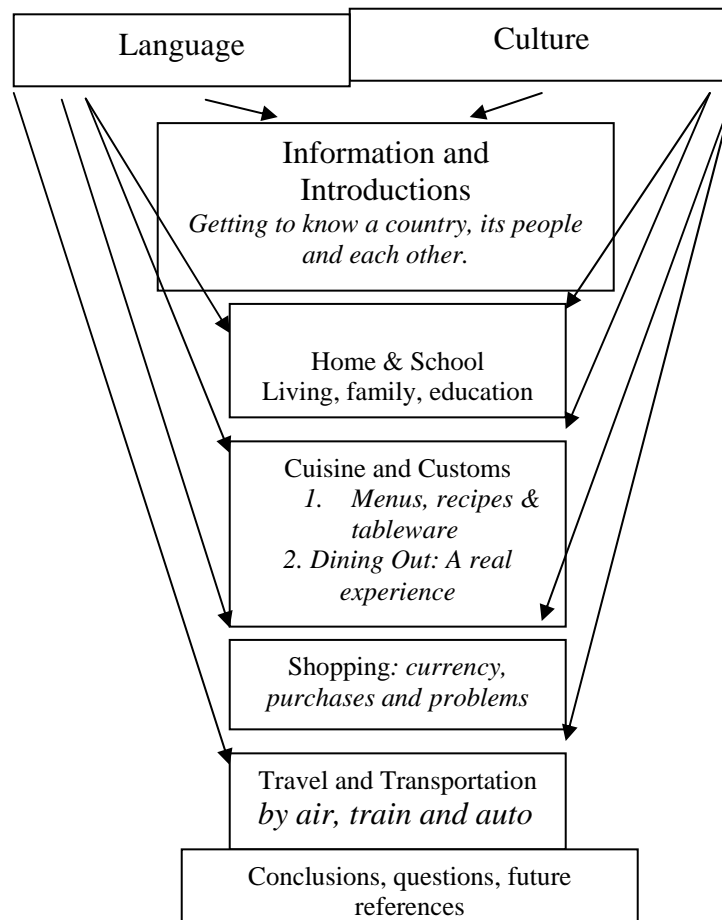 Language
Culture
Information and
Introductions
Getting to know a country, its people
and each other.
Home & School
Living, family, education
Cuisine and Customs
1. Menus, recipes &
tableware
2. Dining Out: A real
experience
Shopping: currency,
purchases and problems
Travel and Transportation
by air, train and auto
Conclusions, questions, future
references